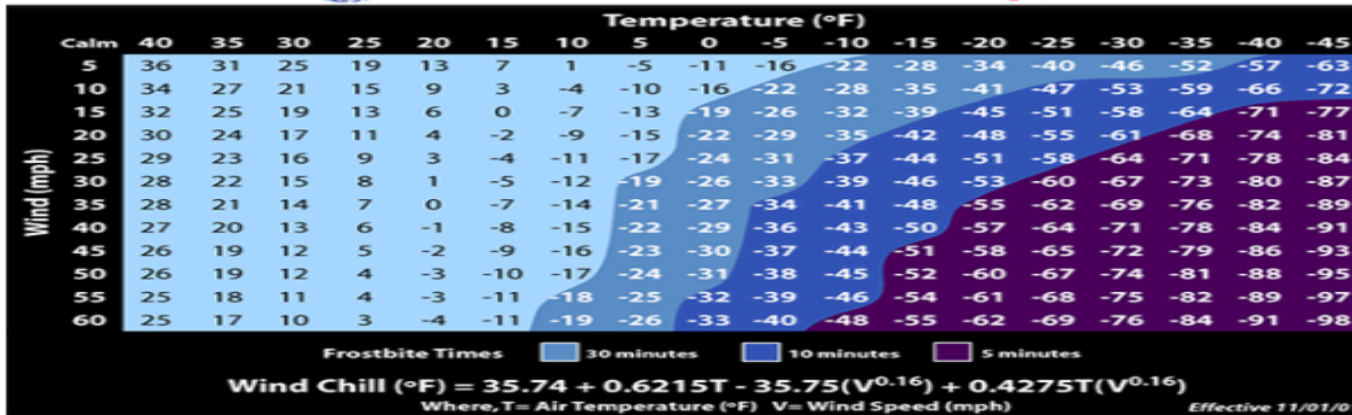 Temperature (°F)
Calm 40 35 30 25 20 15 10 5 0 -5 -10 -15 -20 -25 -30 -35 -40 -45
5 36 31 25 19 13 7 1 -5 -11 -16 -22 -28 -34 -40 -46 -52 -57 -63
10 34 27 21 15 9 3 -4 -10 -16 -22 -28 -35 -41 -47 -53 -59 -66 -72
15 32 25 19 13 6 0 -7 -13 -19 -26 -32 -39 -45 -51 -58 -64 -71 -77
20 30 24 17 11 4 -2 -9 -15 -22 -29 -35 -42 -48 -55 -61 -68 -74 -81
25 29 23 16 9 3 -4 -11 -17 -24 -31 -37 -44 -51 -58 -64 -71 -78 -84
30 28 22 15 8 1 -5 -12 -19 -26 -33 -39 -46 -53 -60 -67 -73 -80 -87
35 28 21 14 7 0 -7 -14 -21 -27 -34 -41 -48 -55 -62 -69 -76 -82 -89
40 27 20 13 6 -1 -8 -15 -22 -29 -36 -43 -50 -57 -64 -71 -78 -84 -91
45 26 19 12 5 -2 -9 -16 -23 -30 -37 -44 -51 -58 -65 -72 -79 -86 -93
50 26 19 12 4 -3 -10 -17 -24 -31 -38 -45 -52 -60 -67 -74 -81 -88 -95
55 25 18 11 4 -3 -11 -18 -25 -32 -39 -46 -54 -61 -68 -75 -82 -89 -97
60 25 17 10 3 -4 -11 -19 -26 -33 -40 -48 -55 -62 -69 -76 -84 -91 -98
Wind (mph)
Frostbite Times 30 minutes 10 minutes 5 minutes
Wind Chill (°F) = 35.74 + 0.6215T - 35.75(V^0.16) + 0.4275T(V^0.16)
Where, T= Air Temperature (°F) V= Wind Speed (mph)
Effective 11/01/0